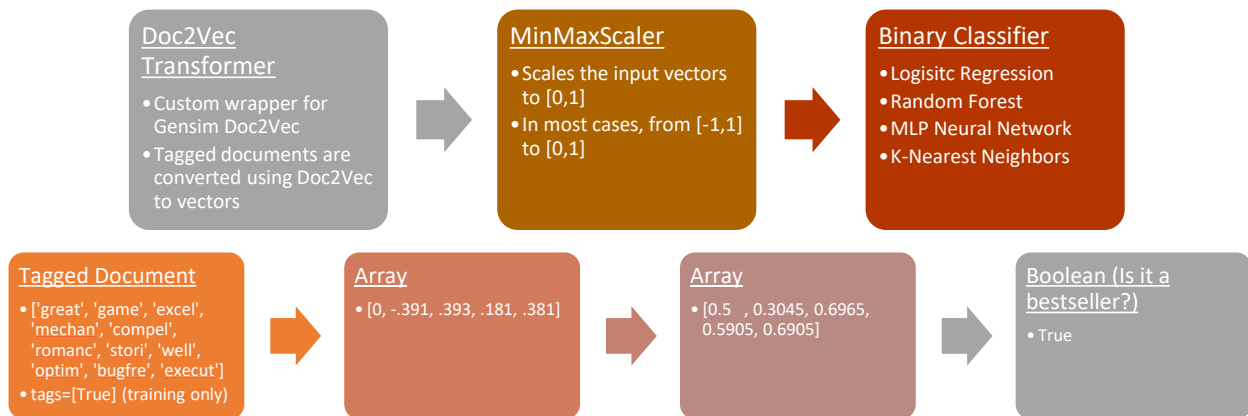 Doc2Vec
Transformer
• Custom wrapper for
Gensim Doc2Vec
• Tagged documents are
converted using Doc2Vec
to vectors
MinMaxScaler
• Scales the input vectors
to [0,1]
• In most cases, from [-1,1]
to [0,1]
Binary Classifier
• Logisitc Regression
• Random Forest
• MLP Neural Network
• K-Nearest Neighbors
Tagged Document
• ['great', 'game', 'excel',
'mechan', 'compel',
'romanc', 'stori', 'well',
'optim', 'bugfre', 'execut']
• tags=[True] (training only)
Array
• [0, -.391, .393, .181, .381]
Array
• [0.5 , 0.3045, 0.6965,
0.5905, 0.6905]
Boolean (Is it a
bestseller?)
• True